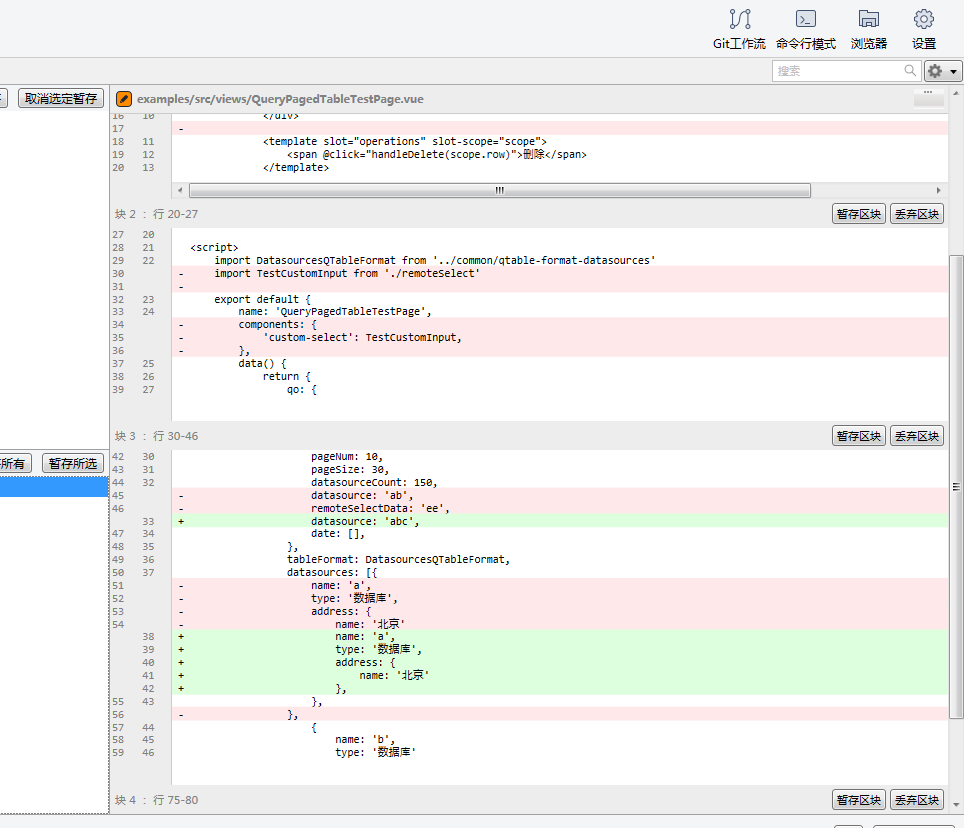 Git工作流 命令行模式 浏览器 设置
搜索
取消选定暂存
examples/src/views/QueryPagedTableTestPage.vue
16 10 </div>
17 -
18 11 <template slot="operations" slot-scope="scope">
19 12 <span @click="handleDelete(scope.row)">删除</span>
20 13 </template>
块 2 : 行 20-27 暂存区块 丢弃区块
27 20
28 21 <script>
29 22 import DatasourcesQTableFormat from '../common/qtable-format-datasources'
30 - import TestCustomInput from './remoteSelect'
31 -
32 23 export default {
33 24 name: 'QueryPagedTableTestPage',
34 - components: {
35 - 'custom-select': TestCustomInput,
36 - },
37 25 data() {
38 26 return {
39 27 qo: {
块 3 : 行 30-46 暂存区块 丢弃区块
所有 暂存所选
42 30 pageNum: 10,
43 31 pageSize: 30,
44 32 datasourceCount: 150,
45 - datasource: 'ab',
46 - remoteSelectData: 'ee',
33 + datasource: 'abc',
47 34 date: [],
48 35 },
49 36 tableFormat: DatasourcesQTableFormat,
50 37 datasources: [{
51 - name: 'a',
52 - type: '数据库',
53 - address: {
54 - name: '北京'
38 + name: 'a',
39 + type: '数据库',
40 + address: {
41 + name: '北京'
42 + },
55 43 },
56 - },
57 44 {
58 45 name: 'b',
59 46 type: '数据库'
块 4 : 行 75-80 暂存区块 丢弃区块